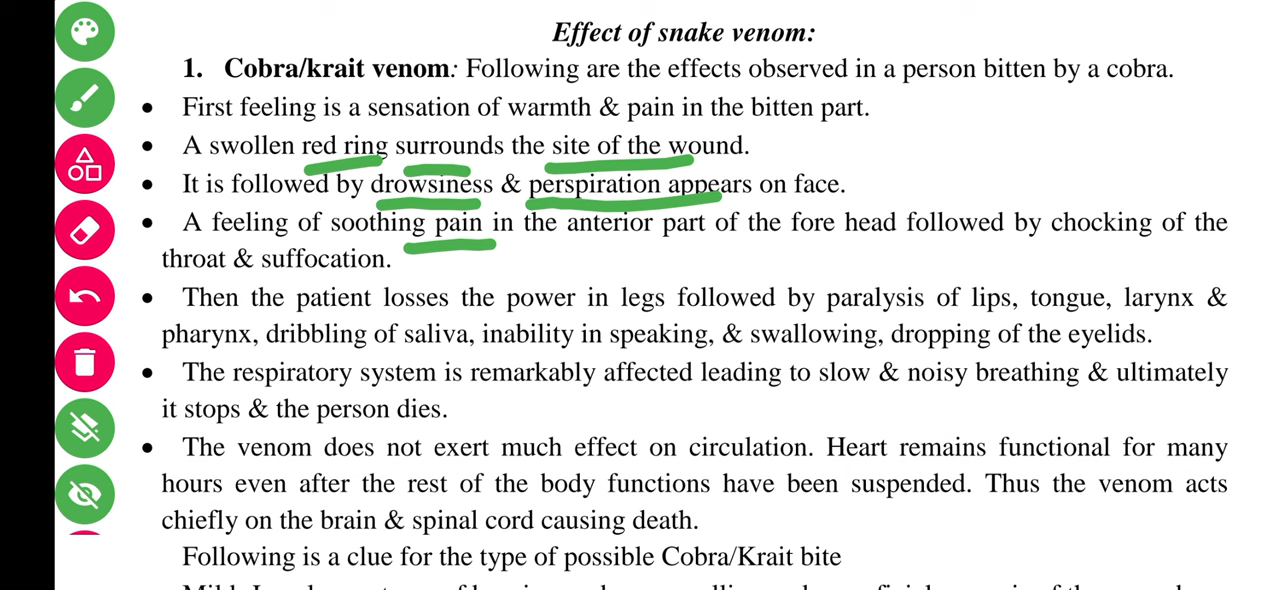 Effect of snake venom:
1. Cobra/krait venom: Following are the effects observed in a person bitten by a cobra.
• First feeling is a sensation of warmth & pain in the bitten part.
• A swollen red ring surrounds the site of the wound.
• It is followed by drowsiness & perspiration appears on face.
• A feeling of soothing pain in the anterior part of the fore head followed by chocking of the
throat & suffocation.
• Then the patient losses the power in legs followed by paralysis of lips, tongue, larynx &
pharynx, dribbling of saliva, inability in speaking, & swallowing, dropping of the eyelids.
• The respiratory system is remarkably affected leading to slow & noisy breathing & ultimately
it stops & the person dies.
• The venom does not exert much effect on circulation. Heart remains functional for many
hours even after the rest of the body functions have been suspended. Thus the venom acts
chiefly on the brain & spinal cord causing death.
Following is a clue for the type of possible Cobra/Krait bite